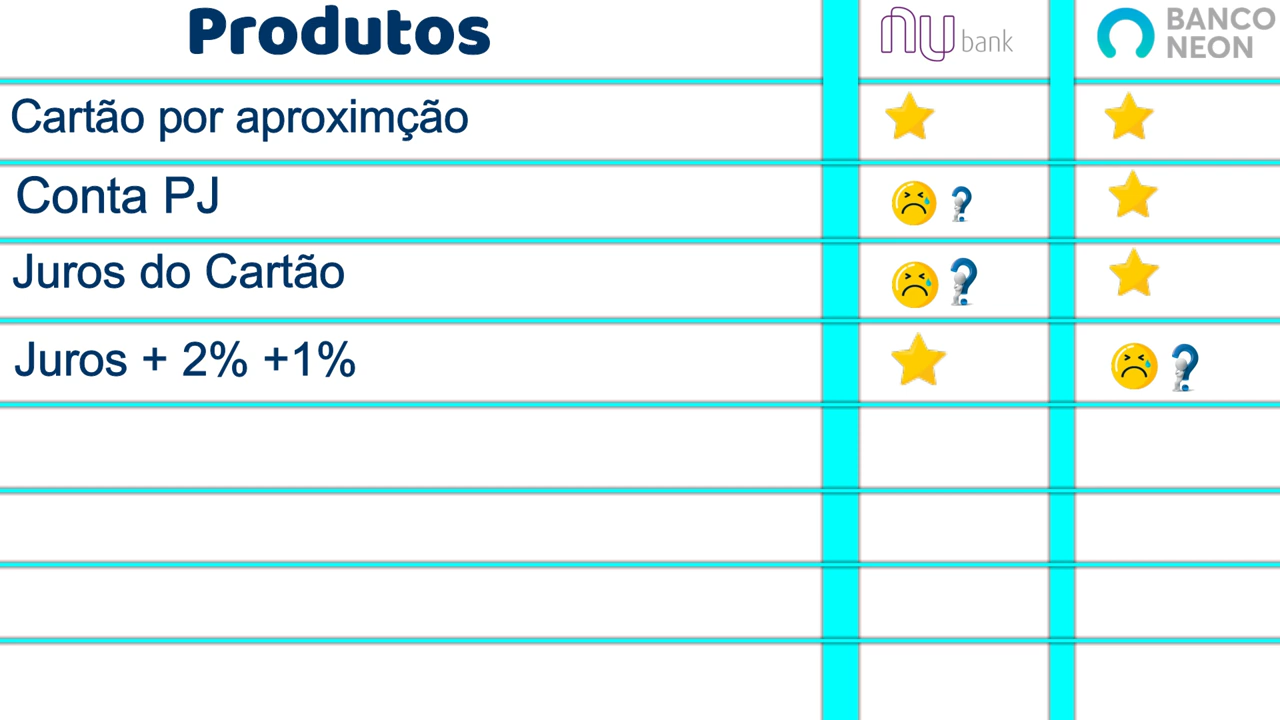 Produtos
nu bank
BANCO
NEON
Cartão por aproximção
Conta PJ
Juros do Cartão
Juros + 2% +1%